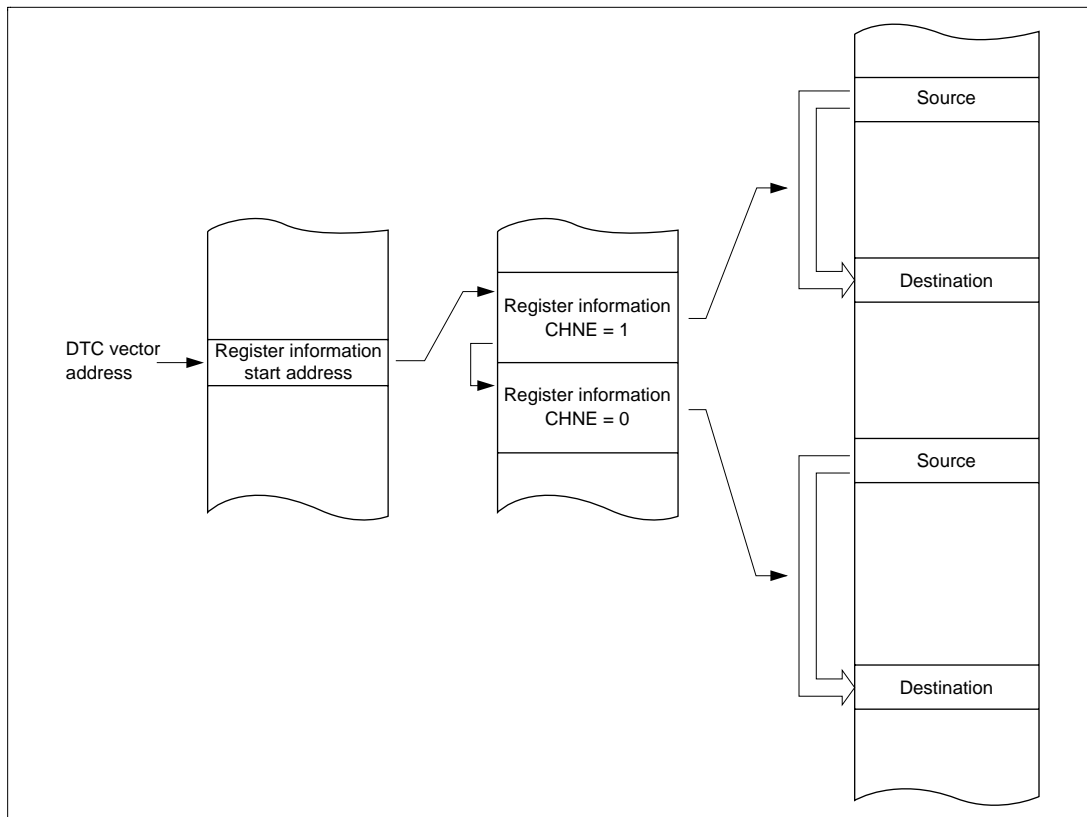 DTC vector
address
Register information
start address
Register information
CHNE = 1
Register information
CHNE = 0
Source
Destination
Source
Destination